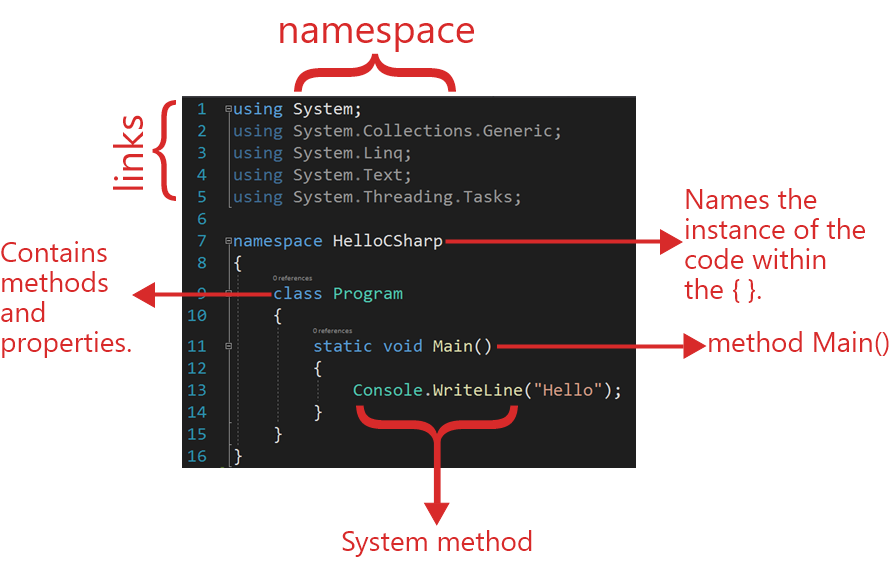 namespace
links
1 using System;
2 using System.Collections.Generic;
3 using System.Linq;
4 using System.Text;
5 using System.Threading.Tasks;
6
7 namespace HelloCSharp
8 {
0 references
9 class Program
10 {
0 references
11 static void Main()
12 {
13 Console.WriteLine("Hello");
14 }
15 }
16 }
Contains
methods
and
properties.
Names the
instance of the
code within
the { }.
method Main()
System method